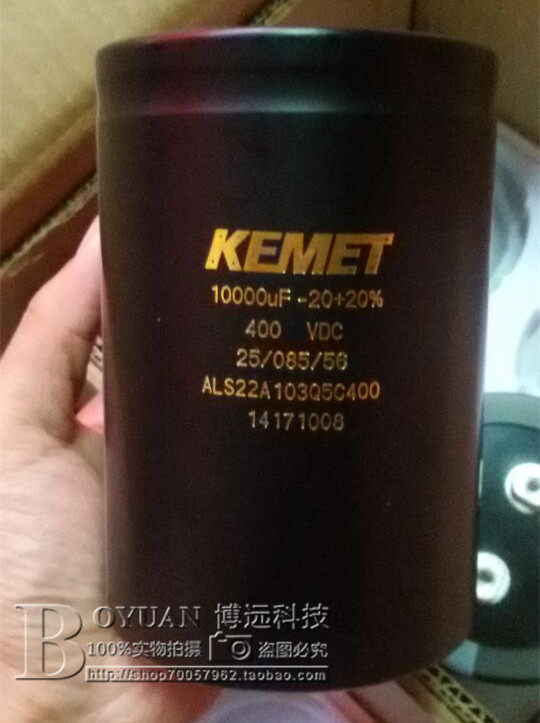 KEMET
10000uF -20+20%
400 VDC
25/085/56
ALS22A103Q5C400
14171008
BOYUAN 博远科技
100%实物拍摄 盗图必究
http://shop70057962.taobao.com